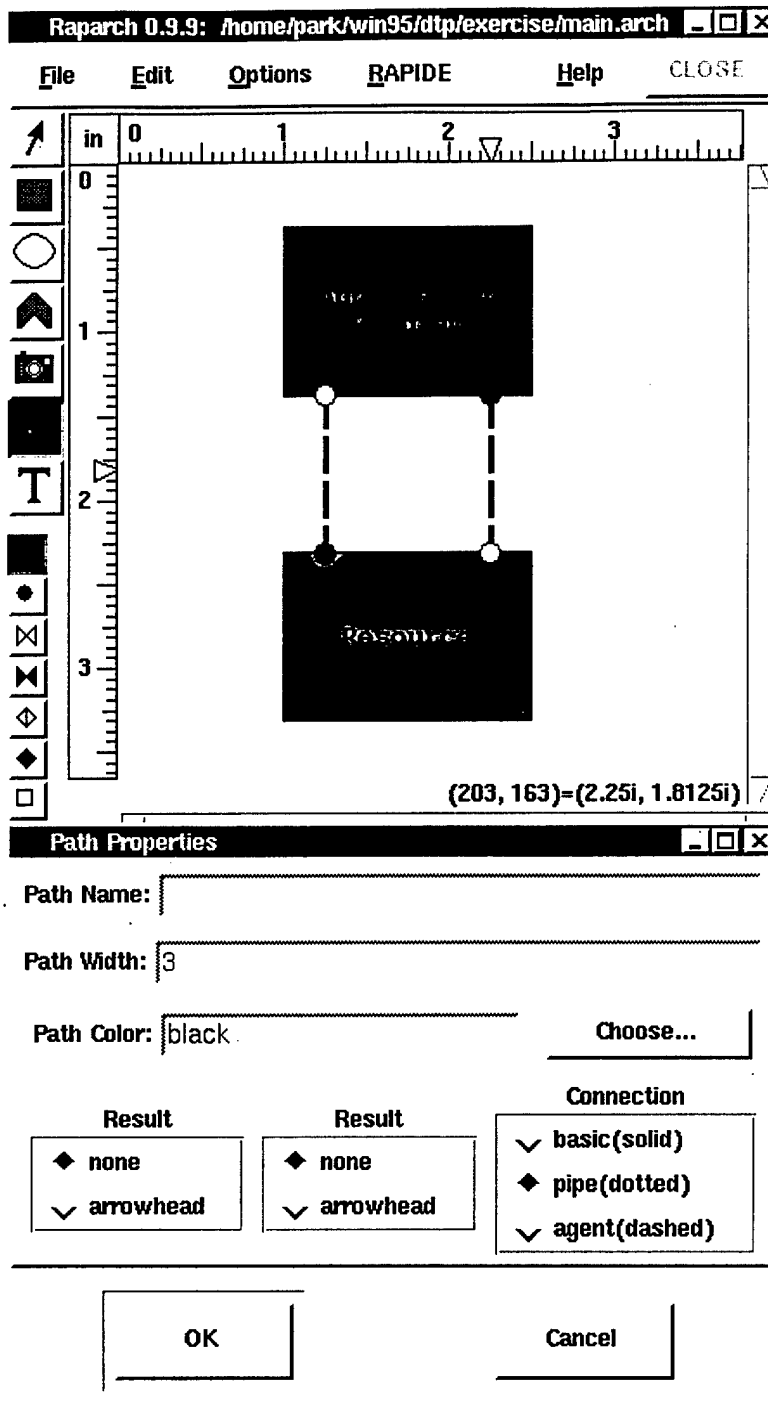 Raparch 0.9.9: /home/park/win95/dtp/exercise/main.arch
File Edit Options RAPIDE Help CLOSE
in 0 1 2 3
0
1
T
2
Resource
3
(203, 163)=(2.25i, 1.8125i)
Path Properties
Path Name:
Path Width: 3
Path Color: black Choose...
Connection
Result Result
basic(solid)
none none
pipe(dotted)
arrowhead arrowhead
agent(dashed)
OK Cancel